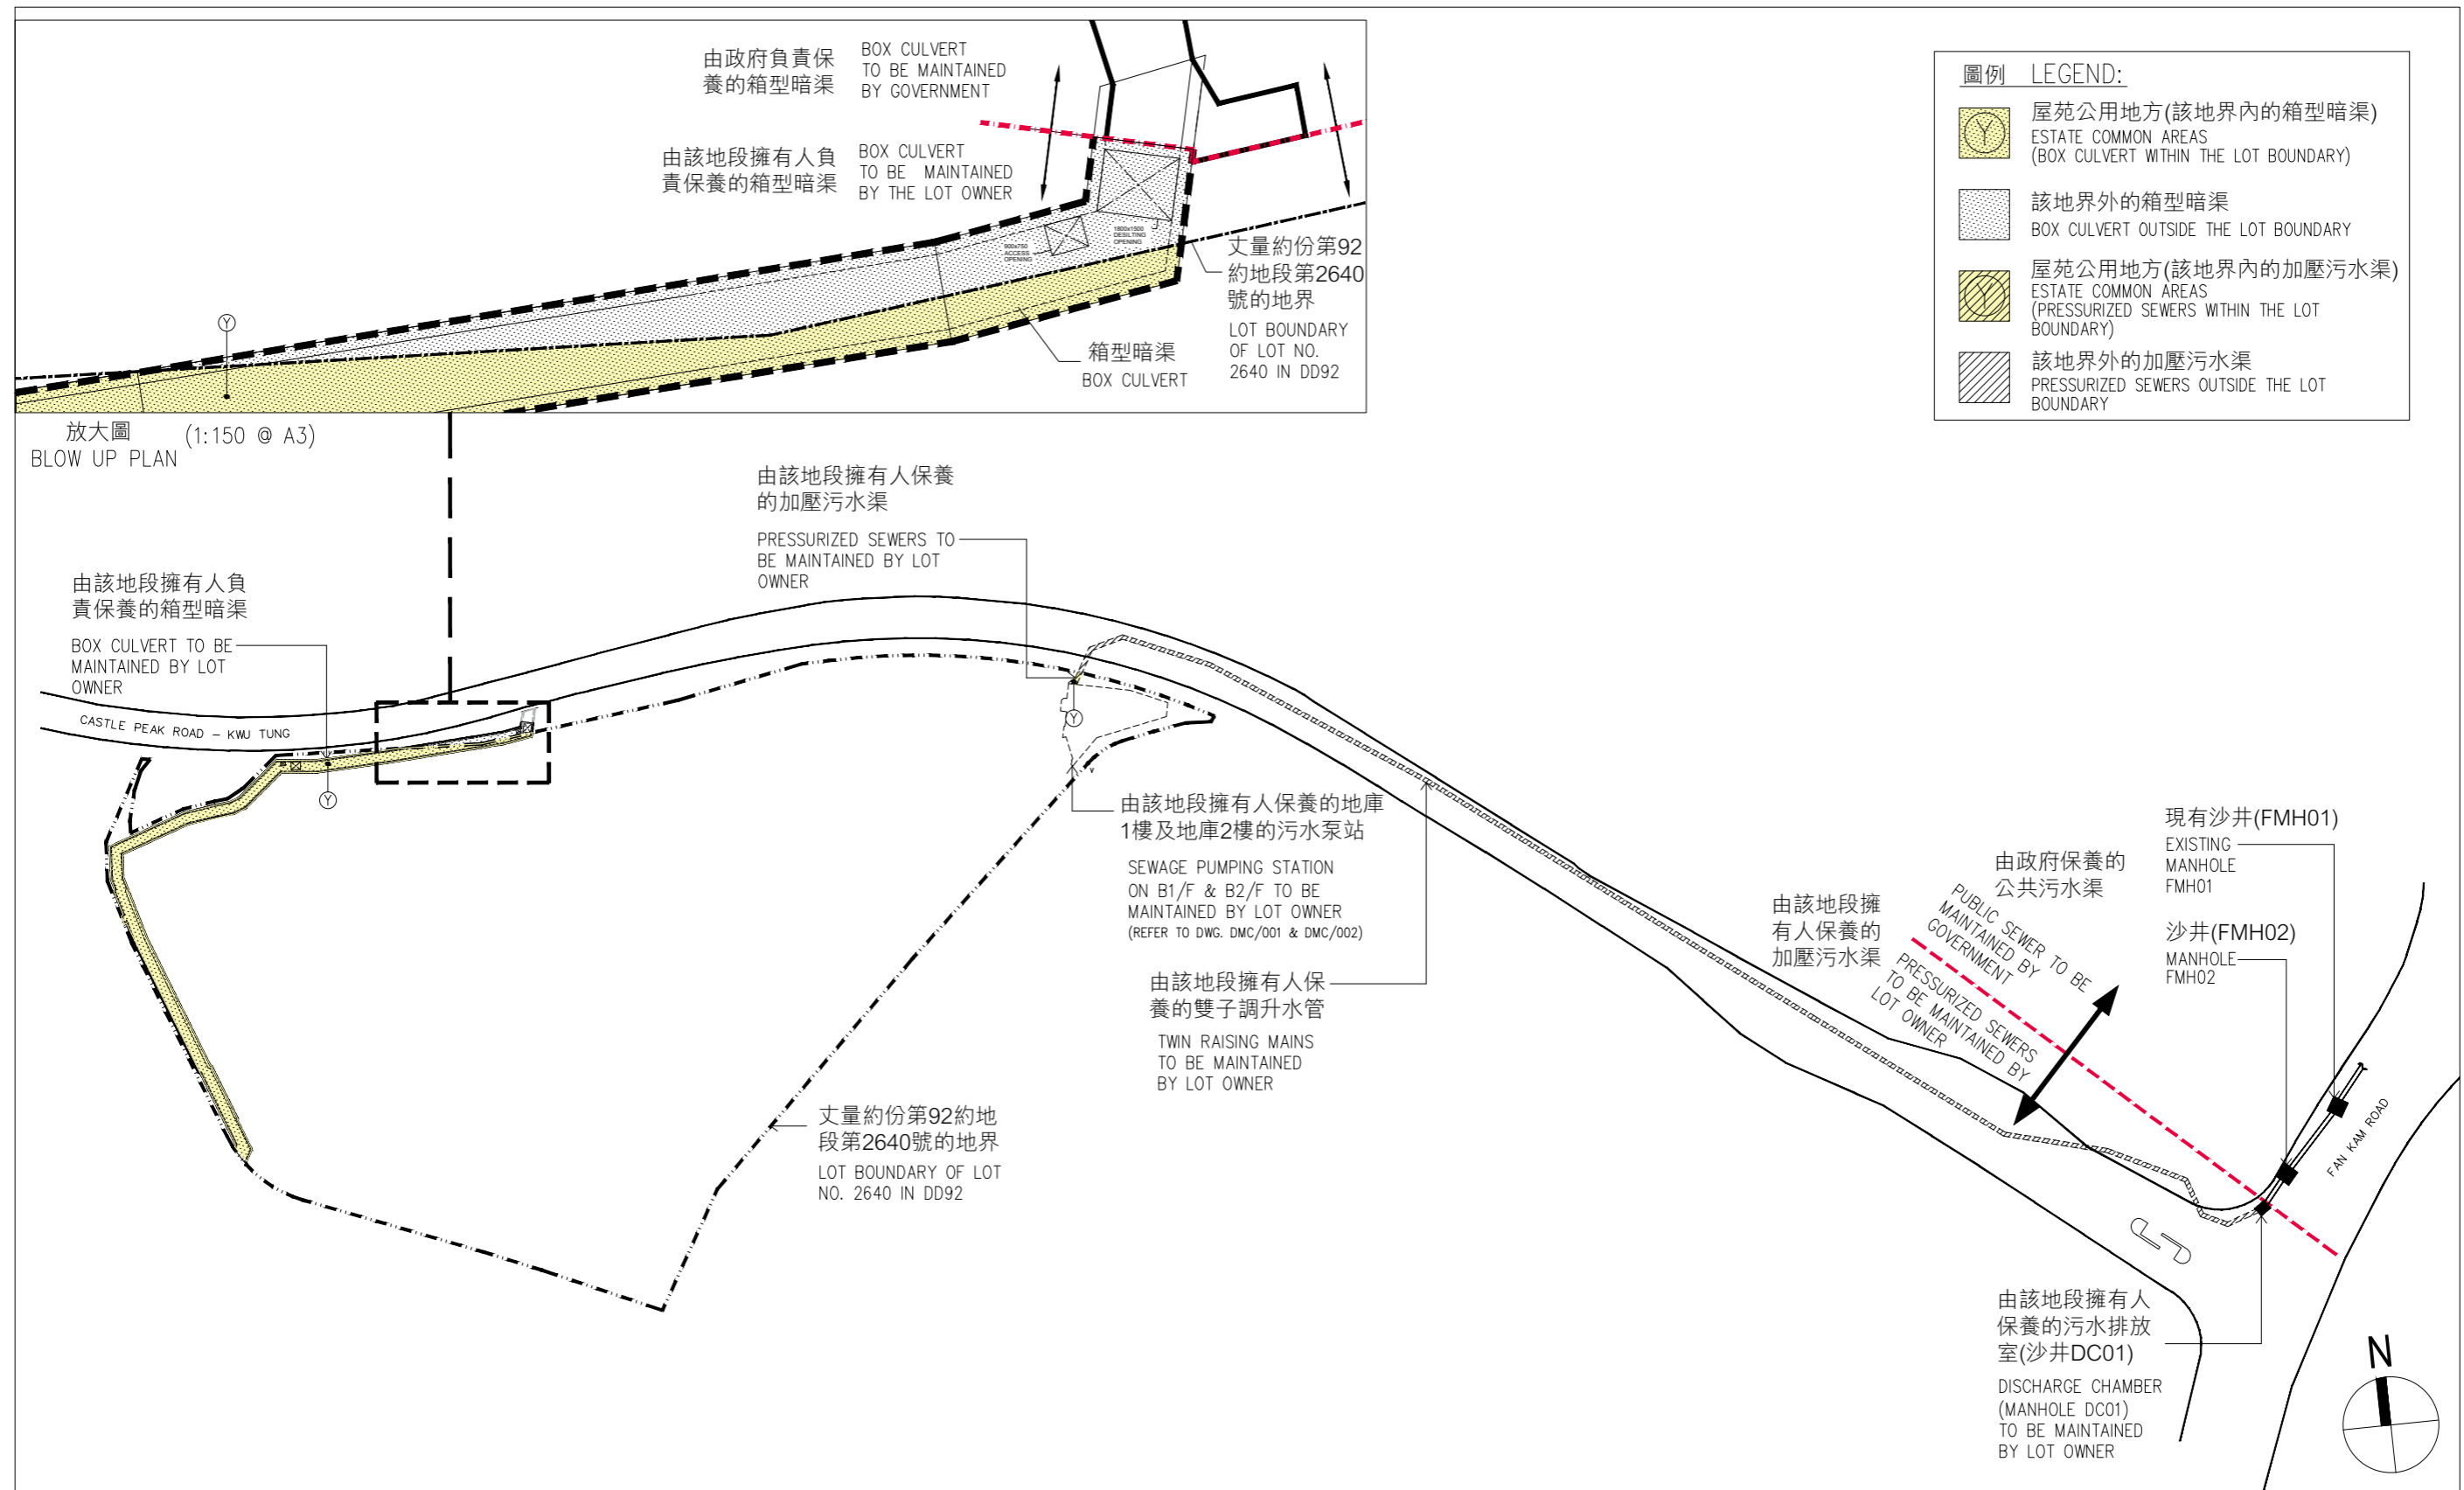 由政府負責保
養的箱型暗渠
BOX CULVERT
TO BE MAINTAINED
BY GOVERNMENT
由該地段擁有人負
責保養的箱型暗渠
BOX CULVERT
TO BE MAINTAINED
BY THE LOT OWNER
900x750
ACCESS
OPENING
1800x1500
DESILTING
OPENING
丈量約份第92
約地段第2640
號的地界
LOT BOUNDARY
OF LOT NO.
2640 IN DD92
Y
箱型暗渠
BOX CULVERT
放大圖 (1:150 @ A3)
BLOW UP PLAN
圖例 LEGEND:
Y
屋苑公用地方(該地界內的箱型暗渠)
ESTATE COMMON AREAS
(BOX CULVERT WITHIN THE LOT BOUNDARY)
該地界外的箱型暗渠
BOX CULVERT OUTSIDE THE LOT BOUNDARY
Y
屋苑公用地方(該地界內的加壓污水渠)
ESTATE COMMON AREAS
(PRESSURIZED SEWERS WITHIN THE LOT
BOUNDARY)
該地界外的加壓污水渠
PRESSURIZED SEWERS OUTSIDE THE LOT
BOUNDARY
由該地段擁有人保養
的加壓污水渠
PRESSURIZED SEWERS TO
BE MAINTAINED BY LOT
OWNER
由該地段擁有人負
責保養的箱型暗渠
BOX CULVERT TO BE
MAINTAINED BY LOT
OWNER
CASTLE PEAK ROAD – KWU TUNG
Y
Y
由該地段擁有人保養的地庫
1樓及地庫2樓的污水泵站
SEWAGE PUMPING STATION
ON B1/F & B2/F TO BE
MAINTAINED BY LOT OWNER
(REFER TO DWG. DMC/001 & DMC/002)
由該地段擁有人保
養的雙子調升水管
TWIN RAISING MAINS
TO BE MAINTAINED
BY LOT OWNER
丈量約份第92約地
段第2640號的地界
LOT BOUNDARY OF LOT
NO. 2640 IN DD92
由該地段擁
有人保養的
加壓污水渠
由政府保養的
公共污水渠
PUBLIC SEWER TO BE
MAINTAINED BY
GOVERNMENT
PRESSURIZED SEWERS
TO BE MAINTAINED BY
LOT OWNER
現有沙井(FMH01)
EXISTING
MANHOLE
FMH01
沙井(FMH02)
MANHOLE
FMH02
FAN KAM ROAD
由該地段擁有人
保養的污水排放
室(沙井DC01)
DISCHARGE CHAMBER
(MANHOLE DC01)
TO BE MAINTAINED
BY LOT OWNER
N